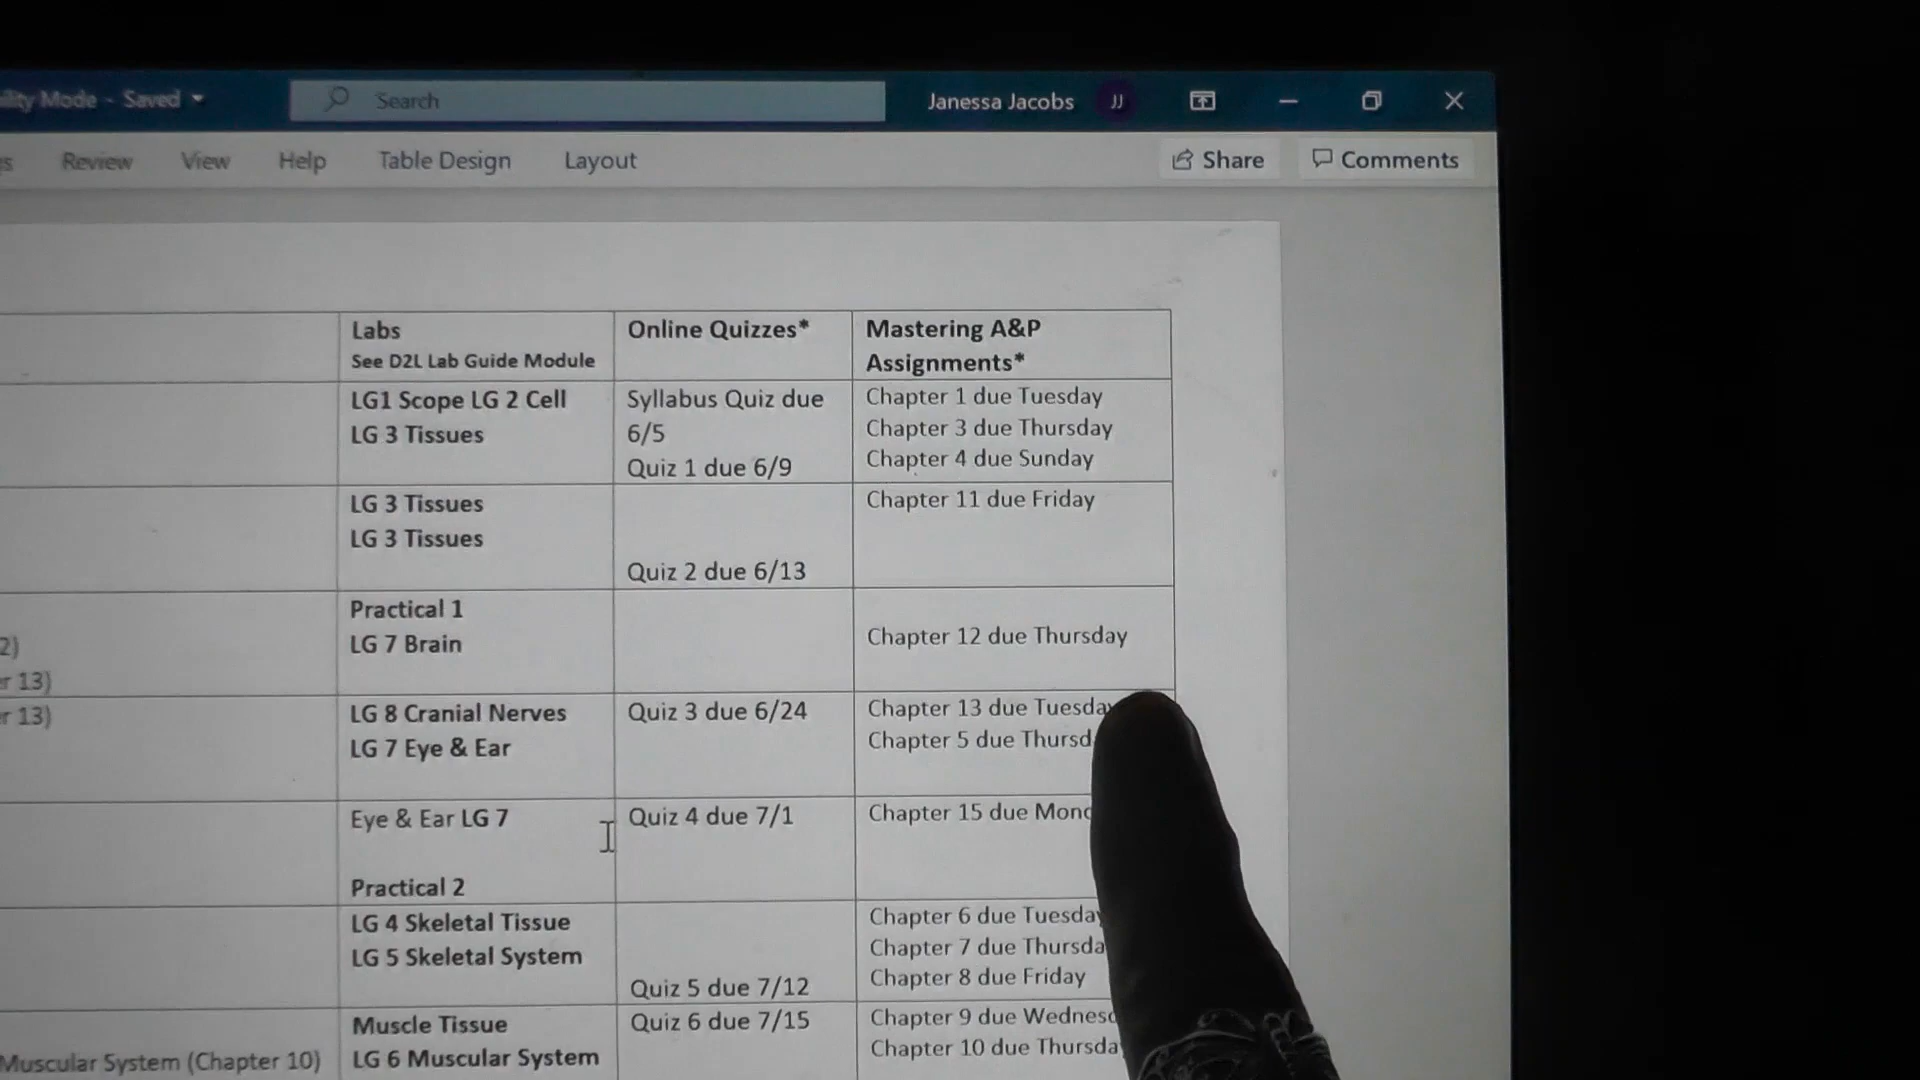 Mode - Saved
Search
Janessa Jacobs
JJ
Review
View
Help
Table Design
Layout
Share
Comments
Labs
See D2L Lab Guide Module
Online Quizzes*
Mastering A&P
Assignments*
LG1 Scope LG 2 Cell
LG 3 Tissues
Syllabus Quiz due
6/5
Quiz 1 due 6/9
Chapter 1 due Tuesday
Chapter 3 due Thursday
Chapter 4 due Sunday
LG 3 Tissues
LG 3 Tissues
Quiz 2 due 6/13
Chapter 11 due Friday
2)
13)
Practical 1
LG 7 Brain
Chapter 12 due Thursday
13)
LG 8 Cranial Nerves
LG 7 Eye & Ear
Quiz 3 due 6/24
Chapter 13 due Tuesday
Chapter 5 due
Eye & Ear LG 7
Practical 2
Quiz 4 due 7/1
Chapter 15 due
LG 4 Skeletal Tissue
LG 5 Skeletal System
Quiz 5 due 7/12
Chapter 6 due Tuesday
Chapter 7 due
Chapter 8 due Friday
Muscular System (Chapter 10)
Muscle Tissue
LG 6 Muscular System
Quiz 6 due 7/15
Chapter 9 due
Chapter 10 due